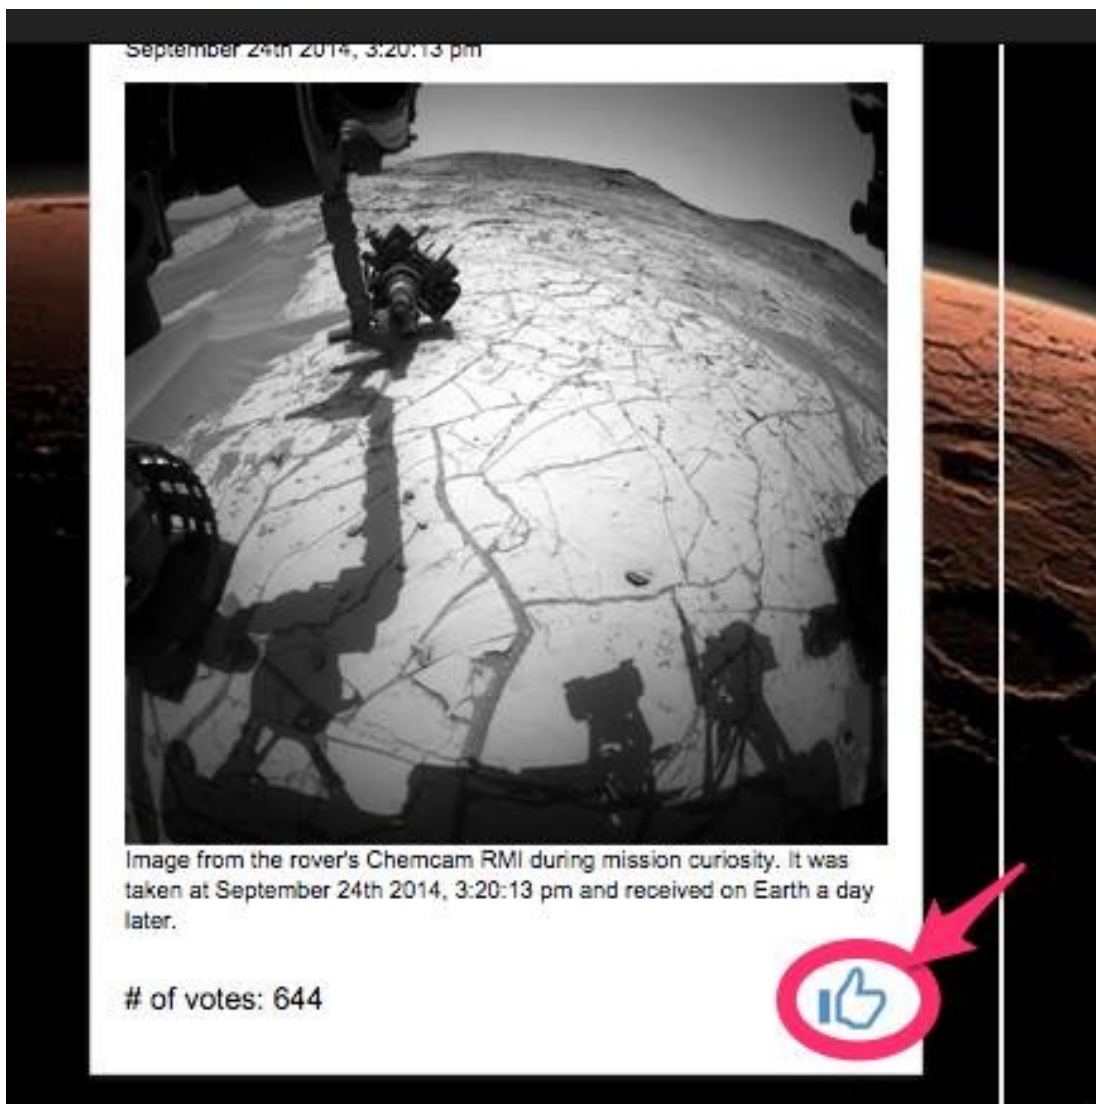 September 24th 2014, 3:20:13 pm
Image from the rover's Chemcam RMI during mission curiosity. It was
taken at September 24th 2014, 3:20:13 pm and received on Earth a day
later.
# of votes: 644